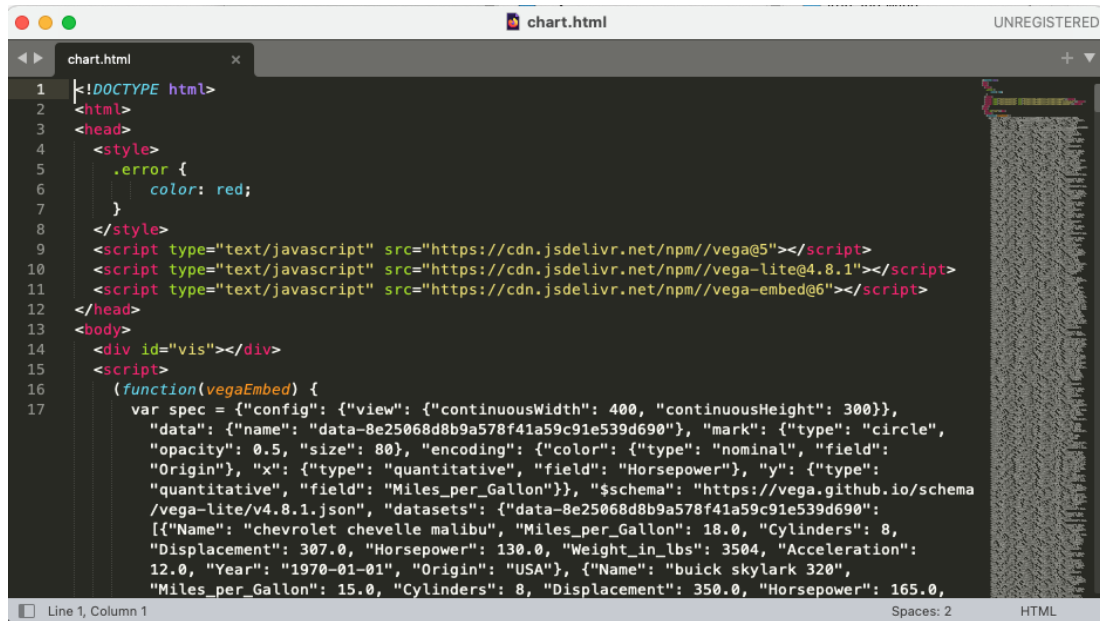 chart.html
UNREGISTERED
chart.html
1 <!DOCTYPE html>
2 <html>
3 <head>
4 <style>
5 .error {
6 color: red;
7 }
8 </style>
9 <script type="text/javascript" src="https://cdn.jsdelivr.net/npm//vega@5"></script>
10 <script type="text/javascript" src="https://cdn.jsdelivr.net/npm//vega-lite@4.8.1"></script>
11 <script type="text/javascript" src="https://cdn.jsdelivr.net/npm//vega-embed@6"></script>
12 </head>
13 <body>
14 <div id="vis"></div>
15 <script>
16 (function(vegaEmbed) {
17 var spec = {"config": {"view": {"continuousWidth": 400, "continuousHeight": 300}},
"data": {"name": "data-8e25068d8b9a578f41a59c91e539d690"}, "mark": {"type": "circle",
"opacity": 0.5, "size": 80}, "encoding": {"color": {"type": "nominal", "field":
"Origin"}, "x": {"type": "quantitative", "field": "Horsepower"}, "y": {"type":
"quantitative", "field": "Miles_per_Gallon"}}, "$schema": "https://vega.github.io/schema
/vega-lite/v4.8.1.json", "datasets": {"data-8e25068d8b9a578f41a59c91e539d690":
[{"Name": "chevrolet chevelle malibu", "Miles_per_Gallon": 18.0, "Cylinders": 8,
"Displacement": 307.0, "Horsepower": 130.0, "Weight_in_lbs": 3504, "Acceleration":
12.0, "Year": "1970-01-01", "Origin": "USA"}, {"Name": "buick skylark 320",
"Miles_per_Gallon": 15.0, "Cylinders": 8, "Displacement": 350.0, "Horsepower": 165.0,
Line 1, Column 1
Spaces: 2
HTML